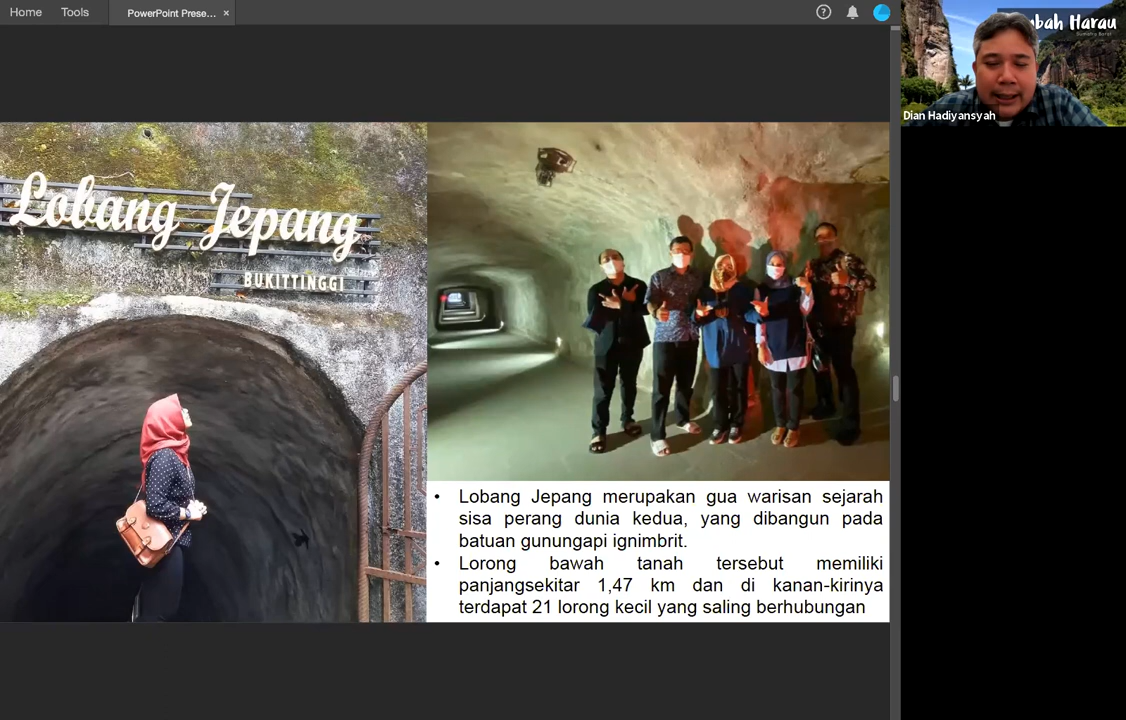 Home
Tools
PowerPoint Prese...
×
?
bah Harau
Dian Hadiyansyah
Lobang Jepang
BUKITTINGGI
• Lobang Jepang merupakan gua warisan sejarah
sisa perang dunia kedua, yang dibangun pada
batuan gunungapi ignimbrit.
• Lorong bawah tanah tersebut memiliki
panjangsekitar 1,47 km dan di kanan-kirinya
terdapat 21 lorong kecil yang saling berhubungan